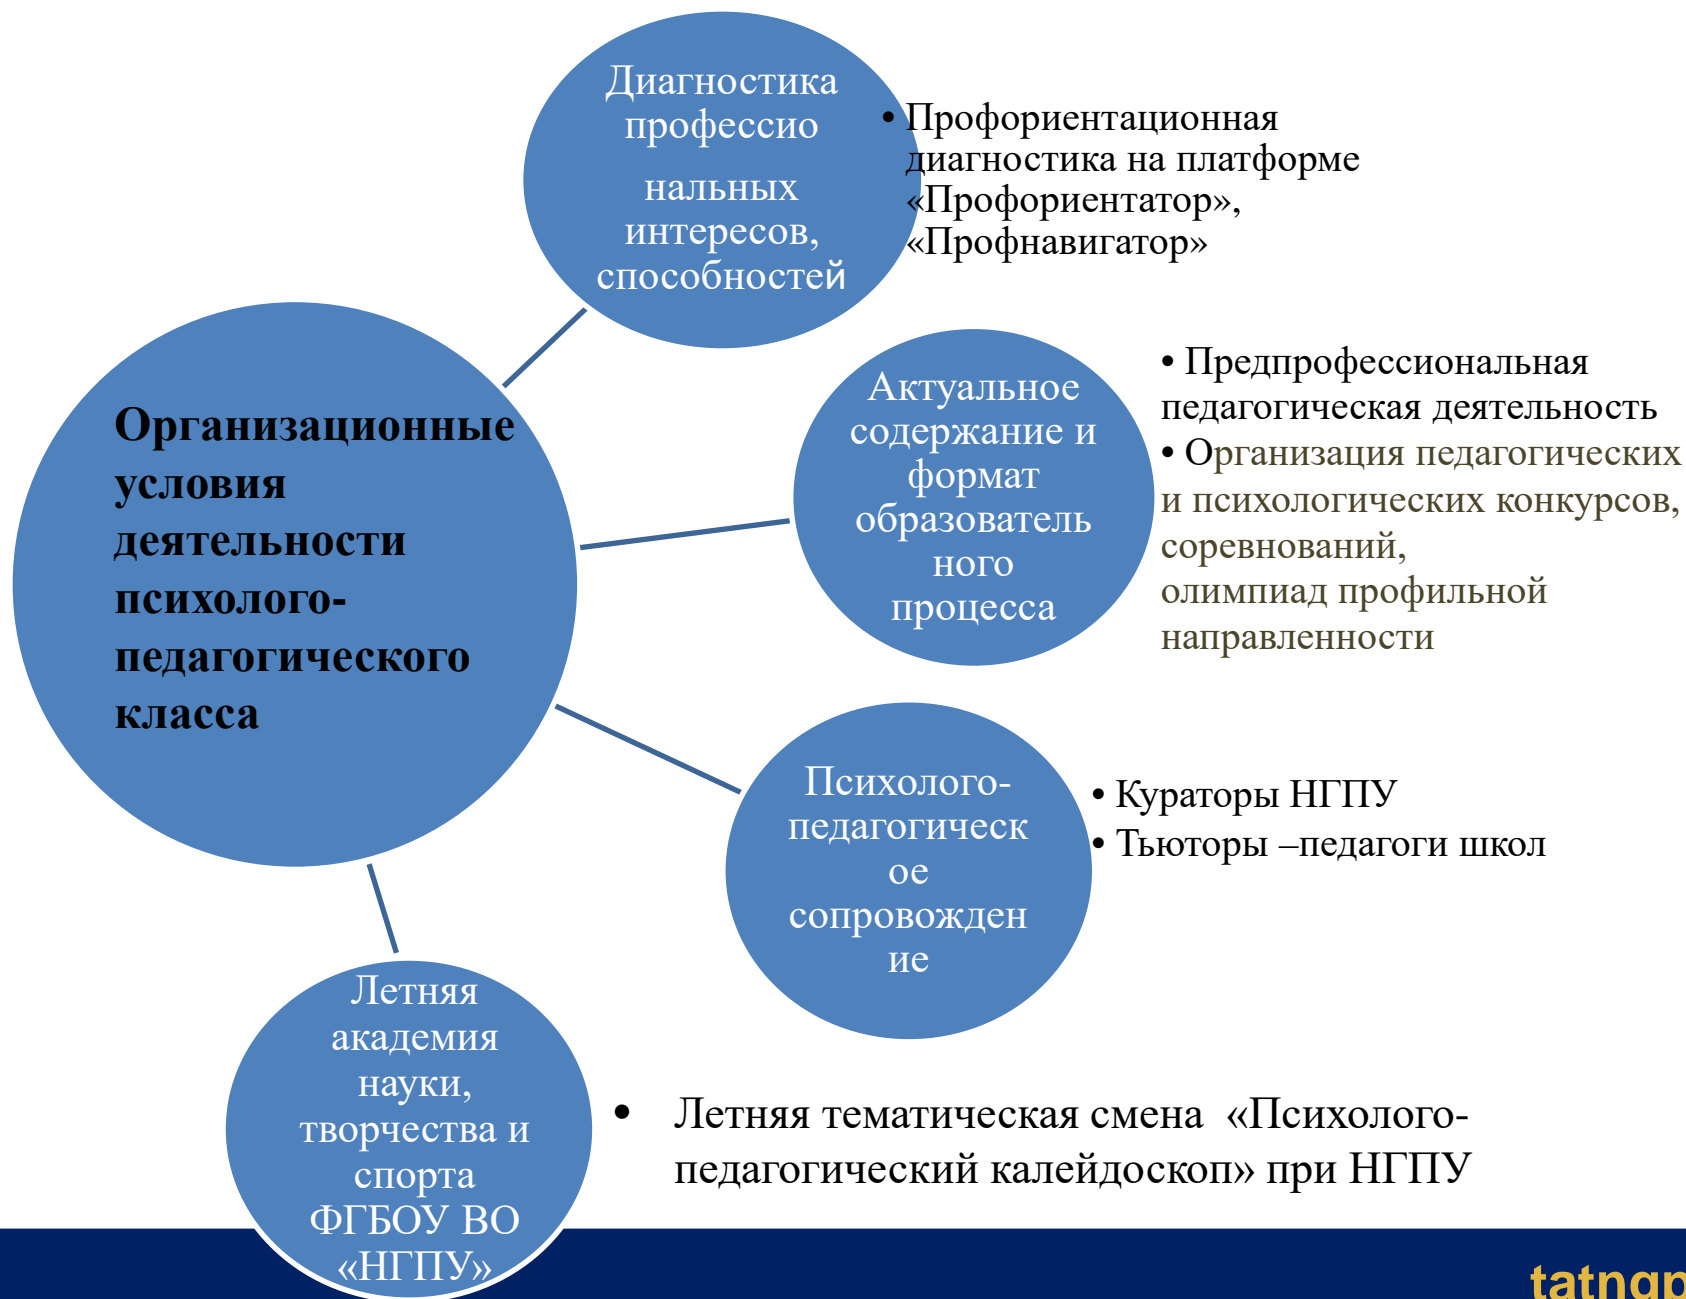 Диагностика
профессио
нальных
интересов,
способностей
• Профориентационная
диагностика на платформе
«Профориентатор»,
«Профнавигатор»
Организационные
условия
деятельности
психолого-
педагогического
класса
Актуальное
содержание и
формат
образователь
ного
процесса
• Предпрофессиональная
педагогическая деятельность
• Организация педагогических
и психологических конкурсов,
соревнований,
олимпиад профильной
направленности
Психолого-
педагогическ
ое
сопровожден
ие
• Кураторы НГПУ
• Тьюторы –педагоги школ
Летняя
академия
науки,
творчества и
спорта
ФГБОУ ВО
«НГПУ»
• Летняя тематическая смена «Психолого-
педагогический калейдоскоп» при НГПУ